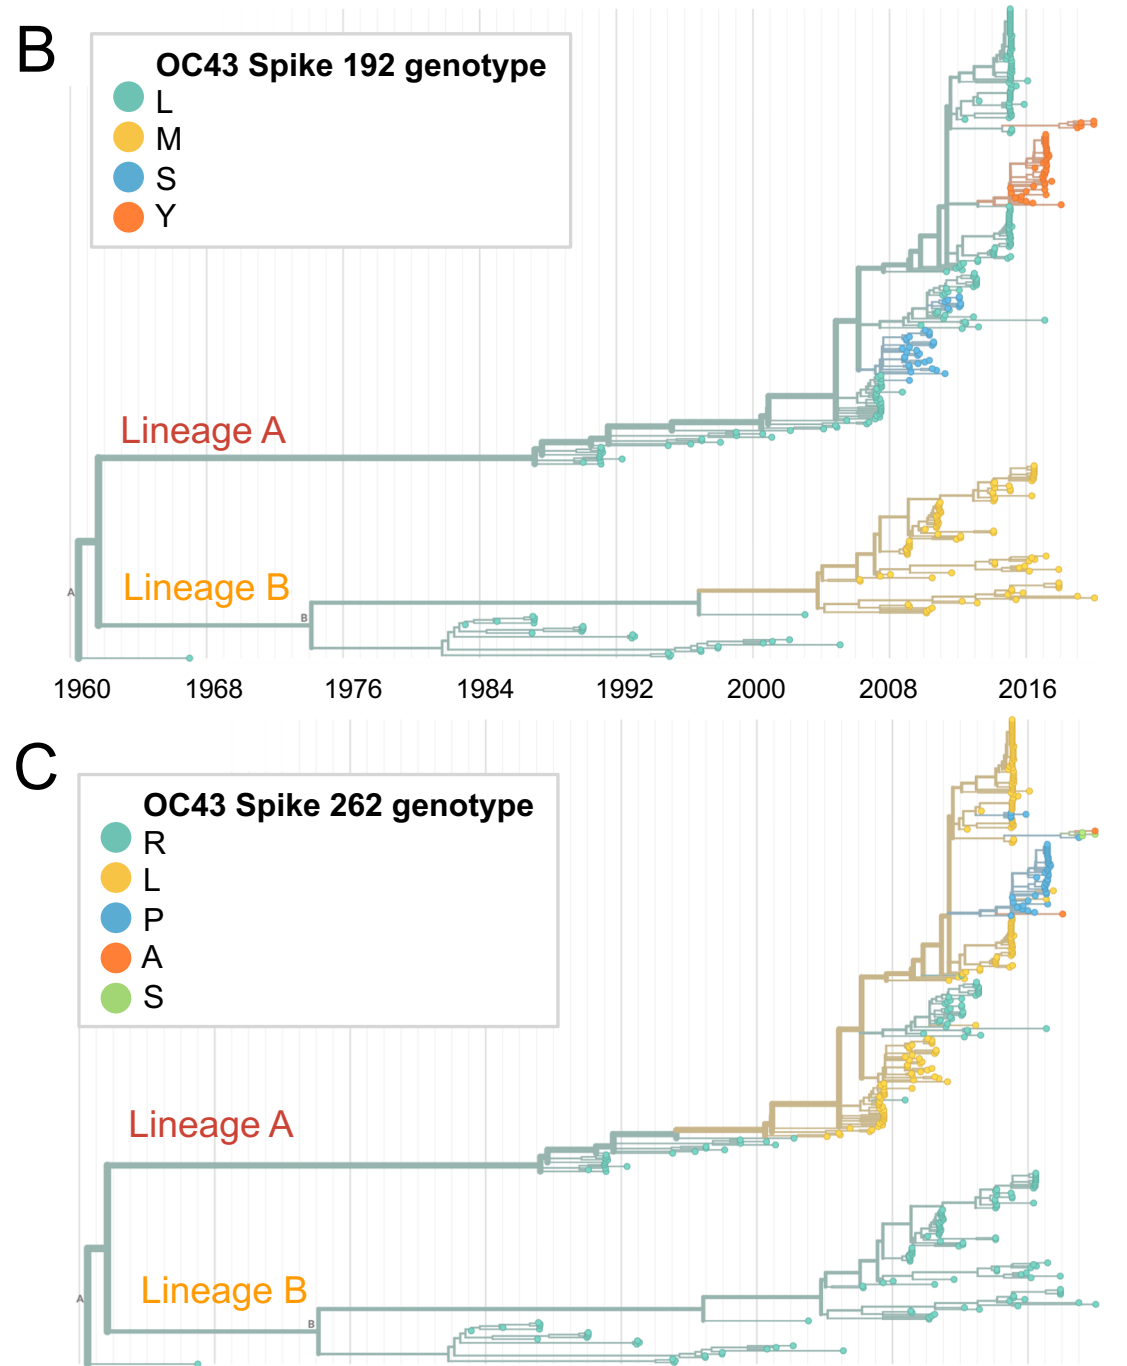 B
OC43 Spike 192 genotype
L
M
S
Y
Lineage A
A
Lineage B
B
1960 1968 1976 1984 1992 2000 2008 2016
C
OC43 Spike 262 genotype
R
L
P
A
S
Lineage A
Lineage B
A
B